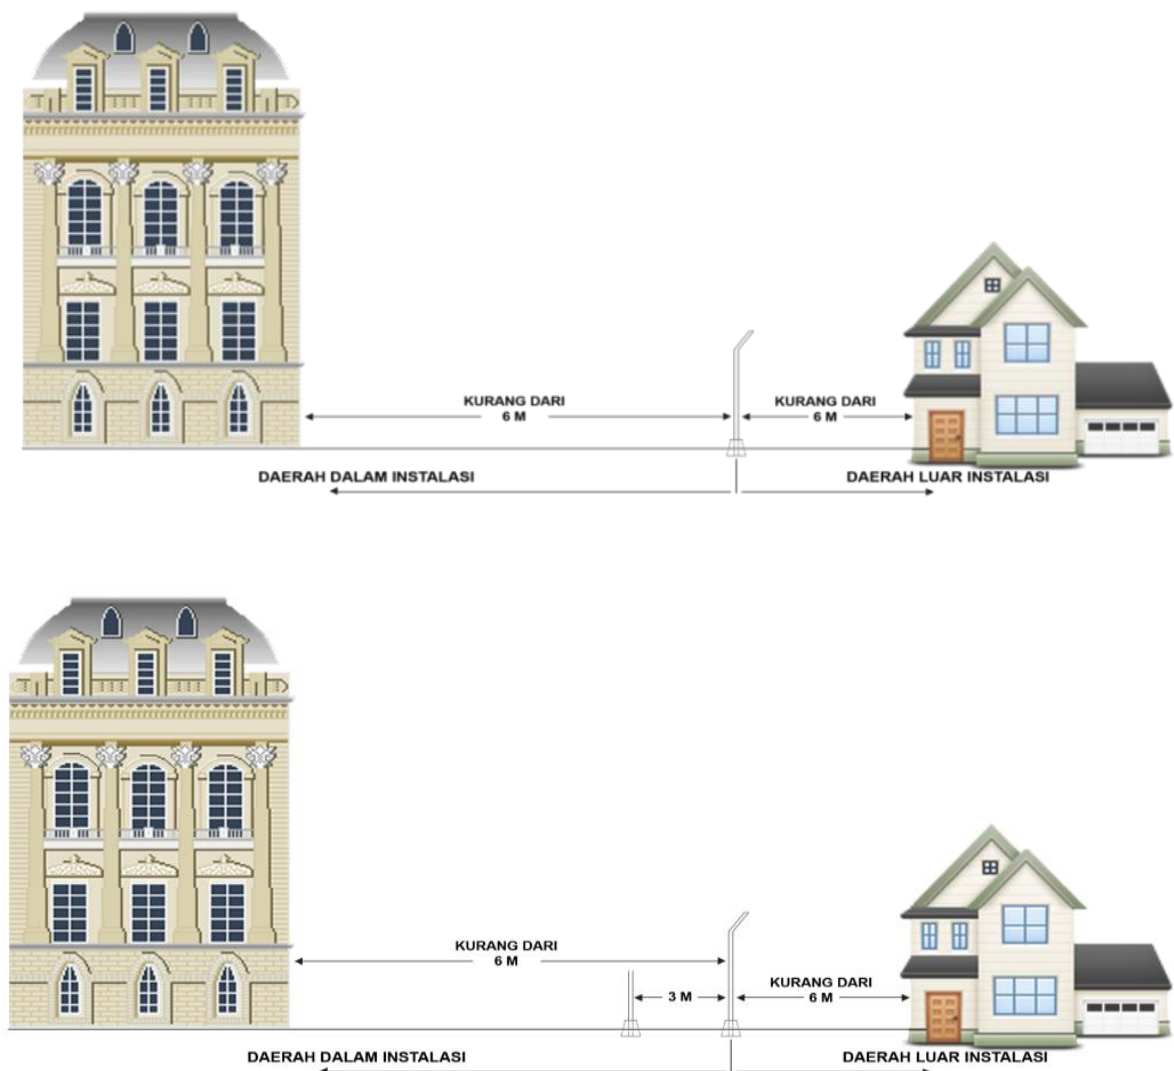 KURANG DARI
6 M
KURANG DARI
6 M
DAERAH DALAM INSTALASI
DAERAH LUAR INSTALASI
KURANG DARI
6 M
3 M
KURANG DARI
6 M
DAERAH DALAM INSTALASI
DAERAH LUAR INSTALASI